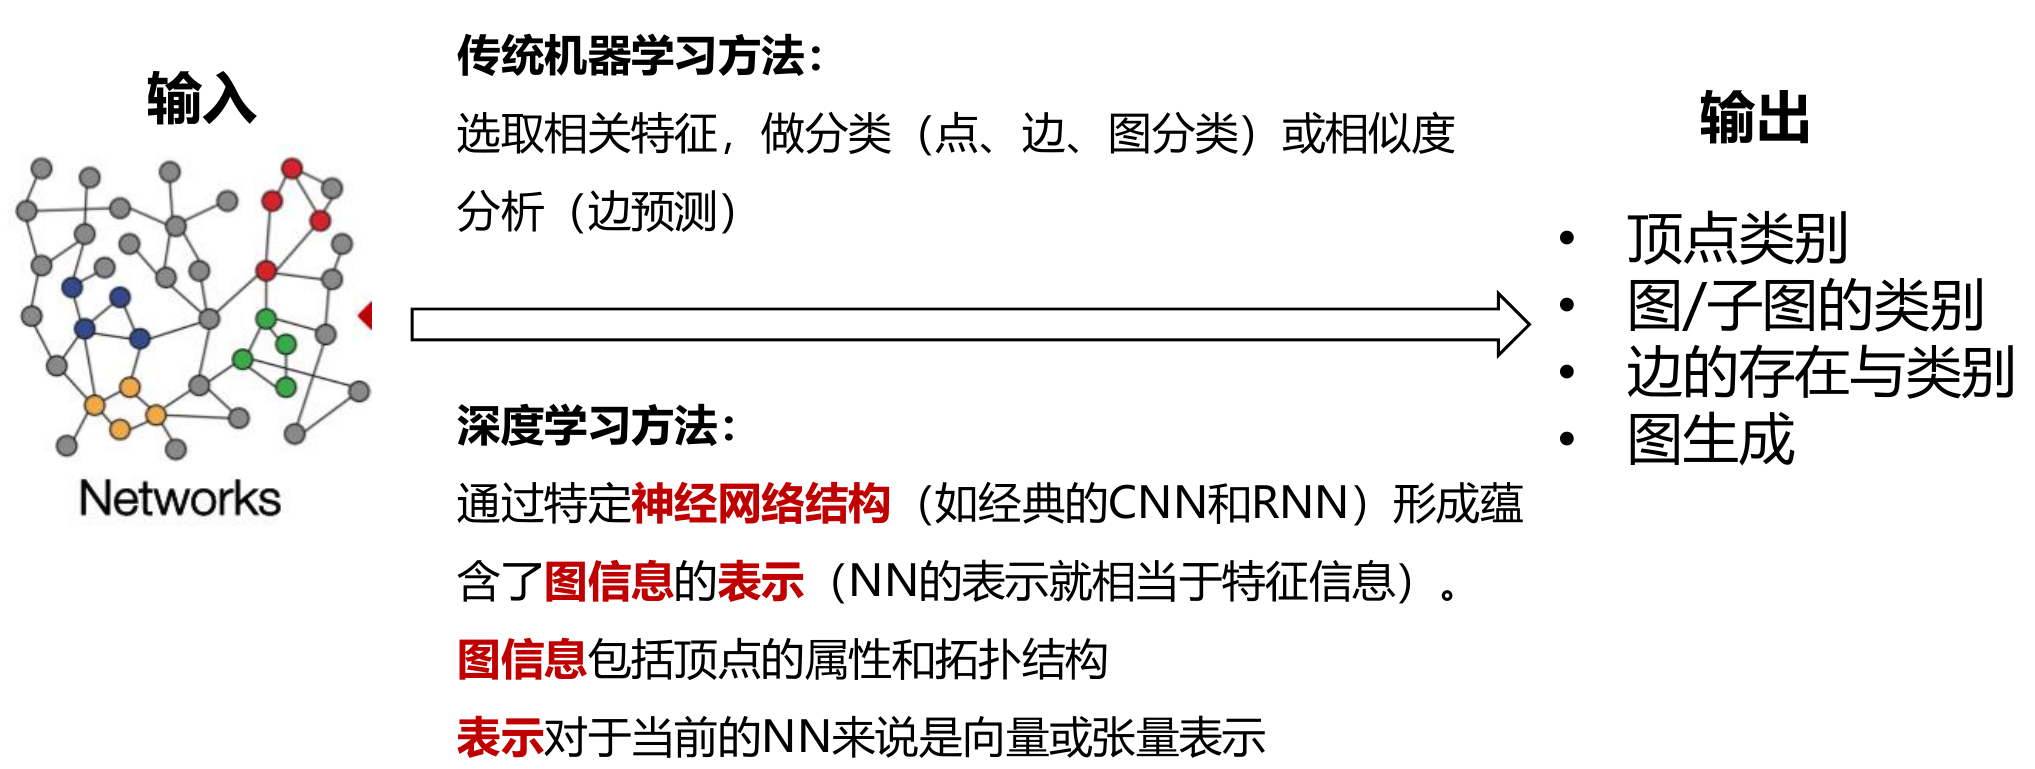 输入
Networks
传统机器学习方法：
选取相关特征，做分类（点、边、图分类）或相似度
分析（边预测）
深度学习方法：
通过特定神经网络结构（如经典的CNN和RNN）形成蕴
含了图信息的表示（NN的表示就相当于特征信息）。
图信息包括顶点的属性和拓扑结构
表示对于当前的NN来说是向量或张量表示
输出
• 顶点类别
• 图/子图的类别
• 边的存在与类别
• 图生成